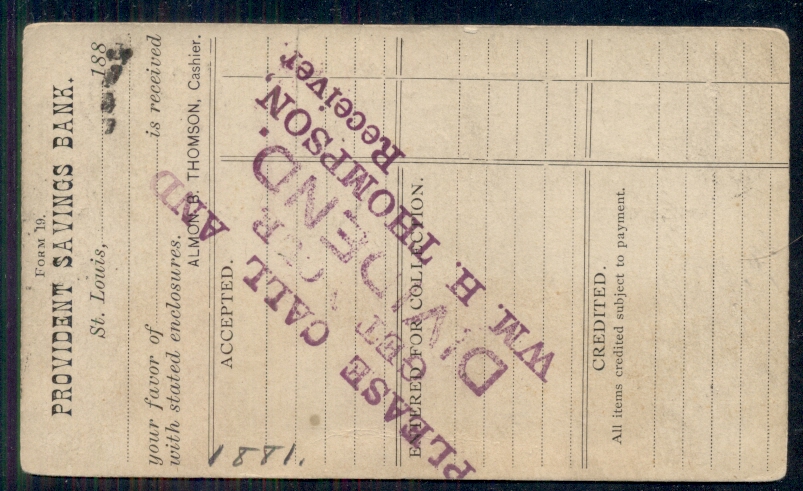 FORM 19.
PROVIDENT SAVINGS BANK.
St. Louis, 188
your favor of is received
with stated enclosures.
ALMON B. THOMSON, Cashier.
ACCEPTED.
ENTERED FOR COLLECTION.
CREDITED.
All items credited subject to payment.
1881.
PLEASE CALL AND
GET YOUR
DIVIDEND.
WM. H. THOMPSON,
Receiver.